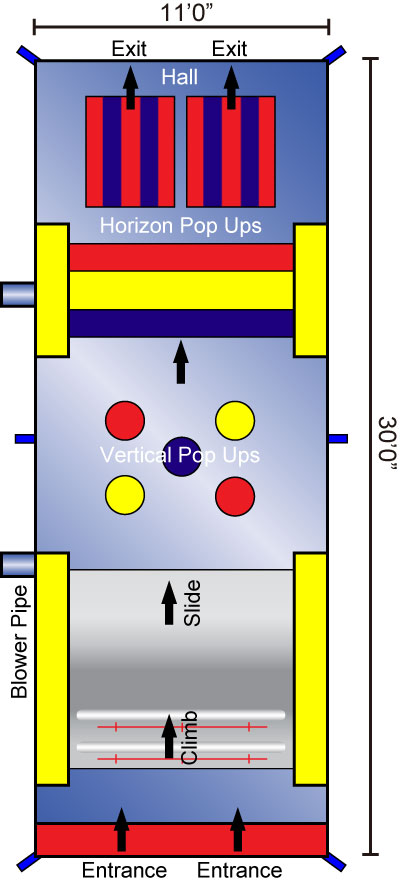 11’0”
Exit Exit
Hall
Horizon Pop Ups
30’0”
Vertical Pop Ups
Blower Pipe
Slide
Climb
Entrance Entrance